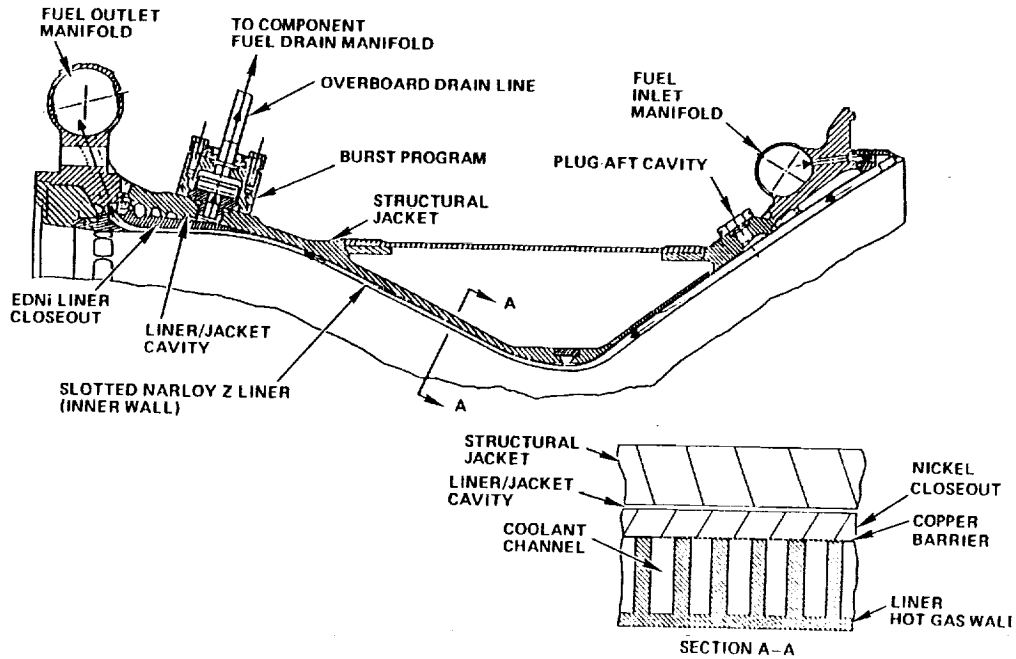 FUEL OUTLET
MANIFOLD
TO COMPONENT
FUEL DRAIN MANIFOLD
OVERBOARD DRAIN LINE
BURST PROGRAM
STRUCTURAL
JACKET
FUEL
INLET
MANIFOLD
PLUG-AFT CAVITY
EDNi LINER
CLOSEOUT
LINER/JACKET
CAVITY
SLOTTED NARLOY Z LINER
(INNER WALL)
A
A
STRUCTURAL
JACKET
LINER/JACKET
CAVITY
COOLANT
CHANNEL
NICKEL
CLOSEOUT
COPPER
BARRIER
LINER
HOT GAS WALL
SECTION A-A